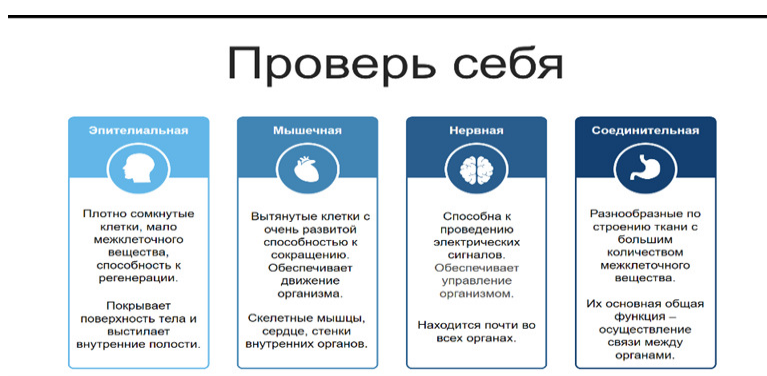 Проверь себя
Эпителиальная
Плотно сомкнутые
клетки, мало
межклеточного
вещества,
способность к
регенерации.
Покрывает
поверхность тела и
выстилает
внутренние полости.
Мышечная
Вытянутые клетки с
очень развитой
способностью к
сокращению.
Обеспечивает
движение
организма.
Скелетные мышцы,
сердце, стенки
внутренних органов.
Нервная
Способна к
проведению
электрических
сигналов.
Обеспечивает
управление
организмом.
Находится почти во
всех органах.
Соединительная
Разнообразные по
строению ткани с
большим
количеством
межклеточного
вещества.
Их основная общая
функция –
осуществление
связи между
органами.